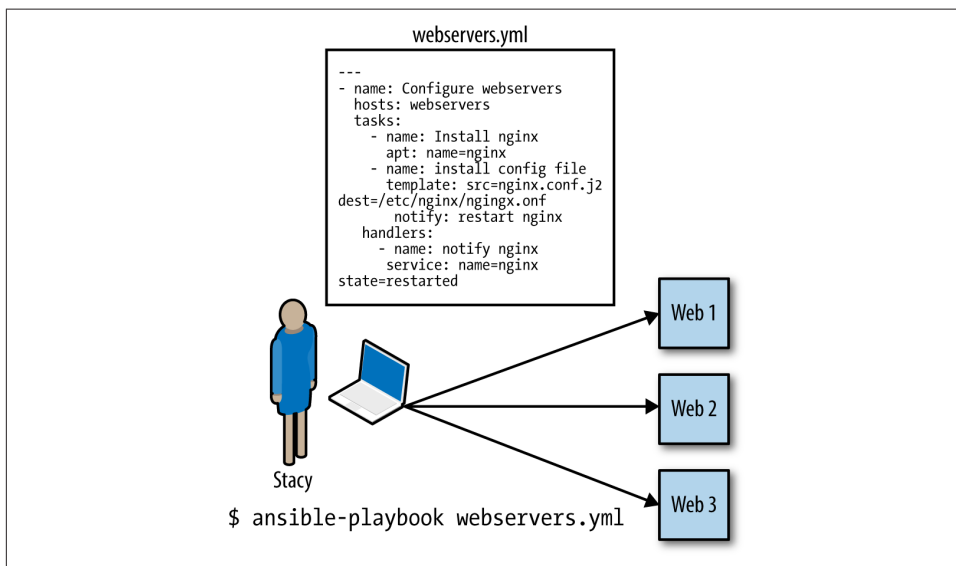 webservers.yml
---
- name: Configure webservers
  hosts: webservers
  tasks:
    - name: Install nginx
      apt: name=nginx
    - name: install config file
      template: src=nginx.conf.j2
dest=/etc/nginx/ngingx.onf
       notify: restart nginx
   handlers:
     - name: notify nginx
      service: name=nginx
state=restarted
Web 1
Web 2
Web 3
Stacy
$ ansible-playbook webservers.yml